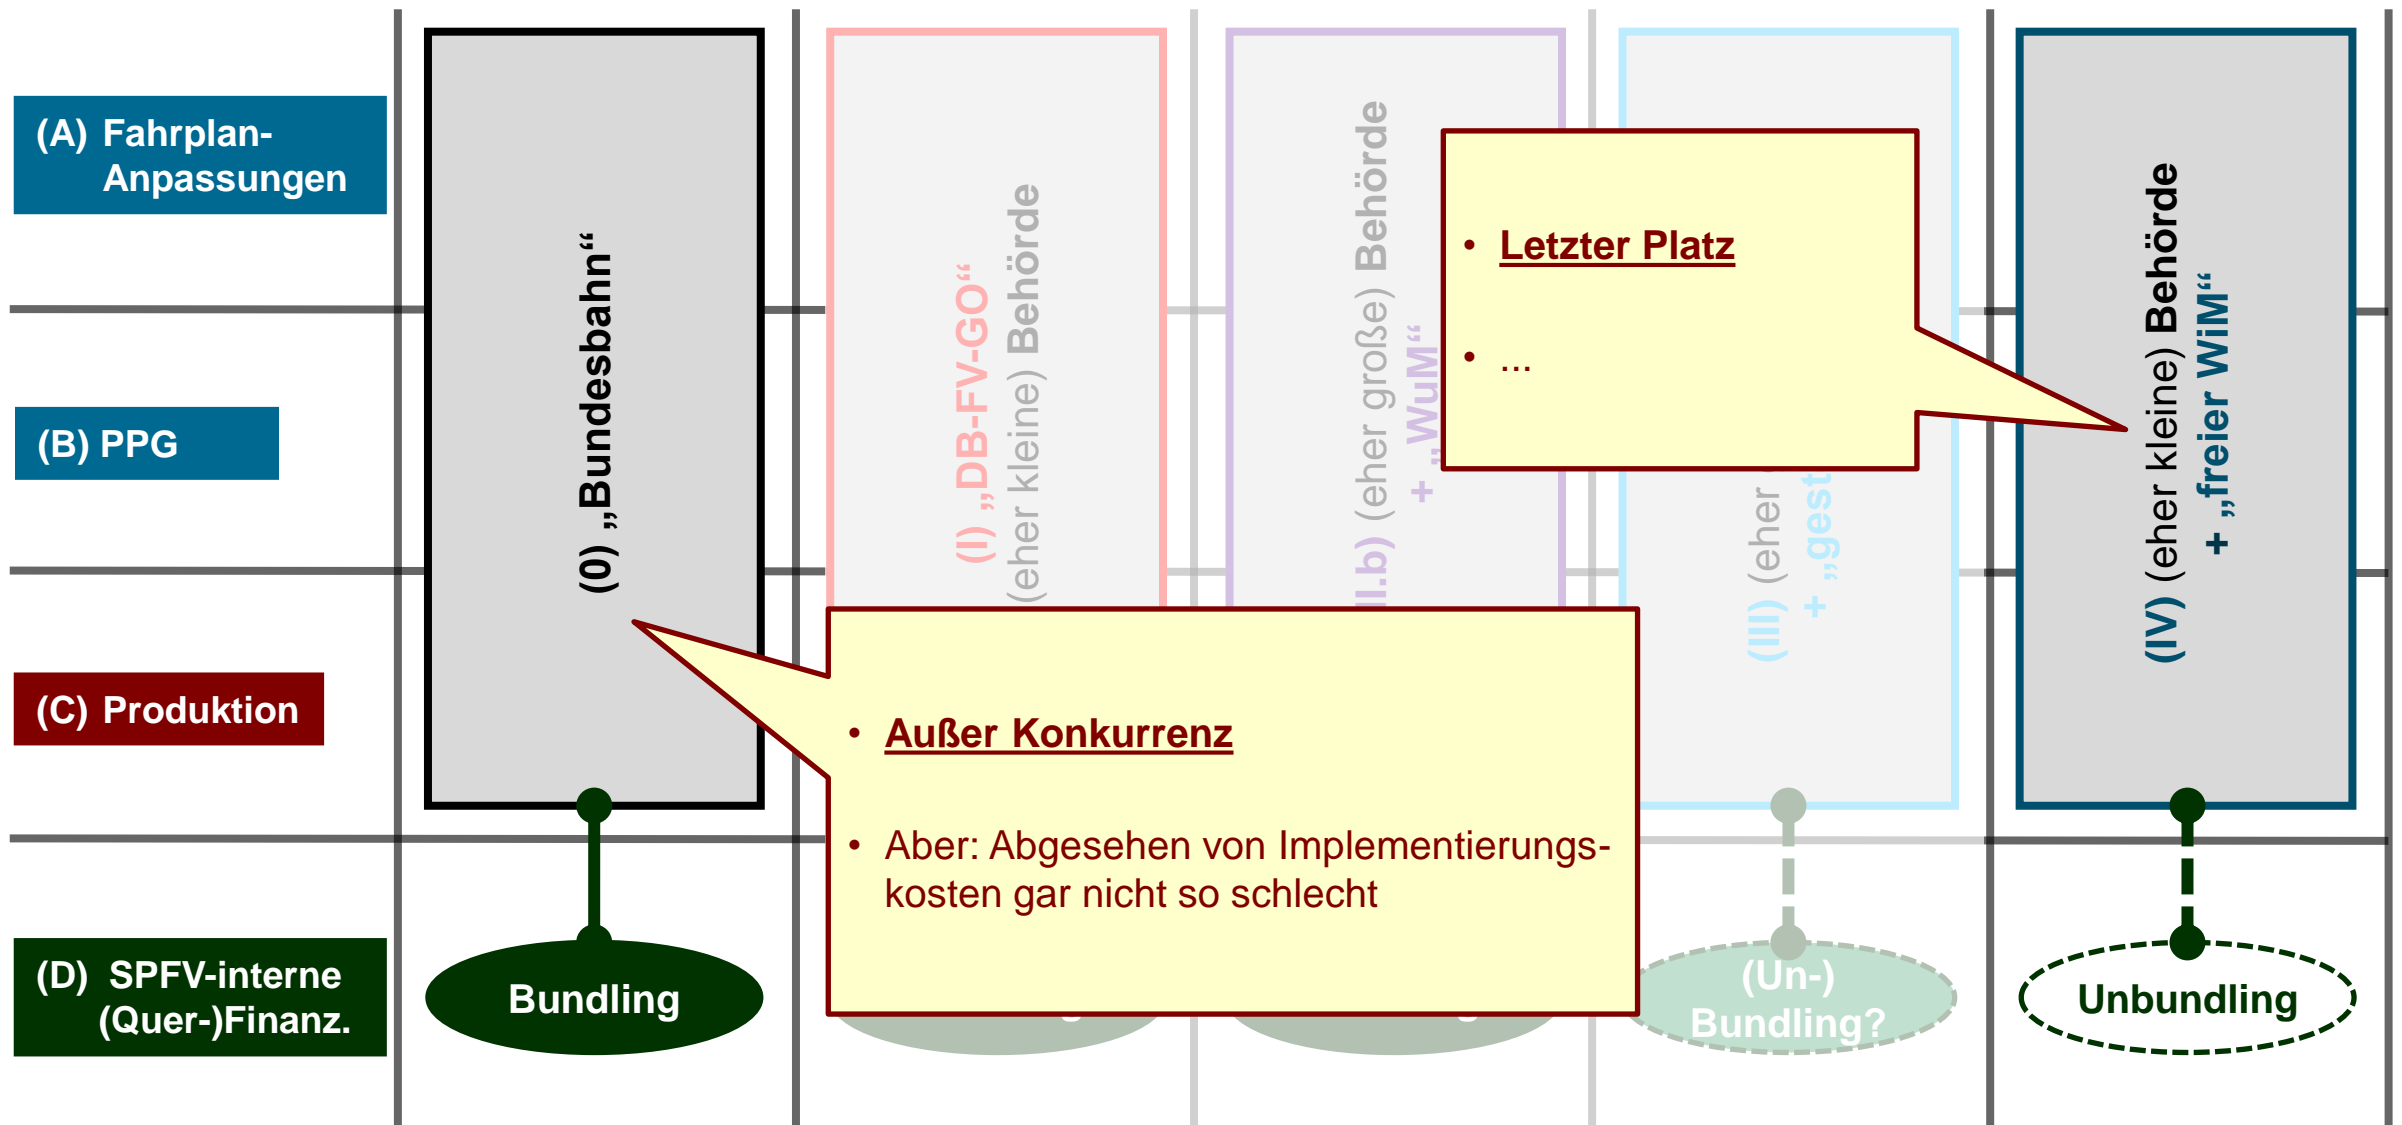 (A) Fahrplan-
Anpassungen
(B) PPG
(C) Produktion
(D) SPFV-interne
(Quer-)Finanz.
(0) „Bundesbahn“
Bundling
(I) „DB-FV-GO“
(eher kleine) Behörde
II.b) (eher große) Behörde
+ „WuM“
(III) (eher
+ „gest
(Un-)
Bundling?
(IV) (eher kleine) Behörde
+ „freier WiM“
Unbundling
• Letzter Platz
• ...
• Außer Konkurrenz
• Aber: Abgesehen von Implementierungs-
kosten gar nicht so schlecht